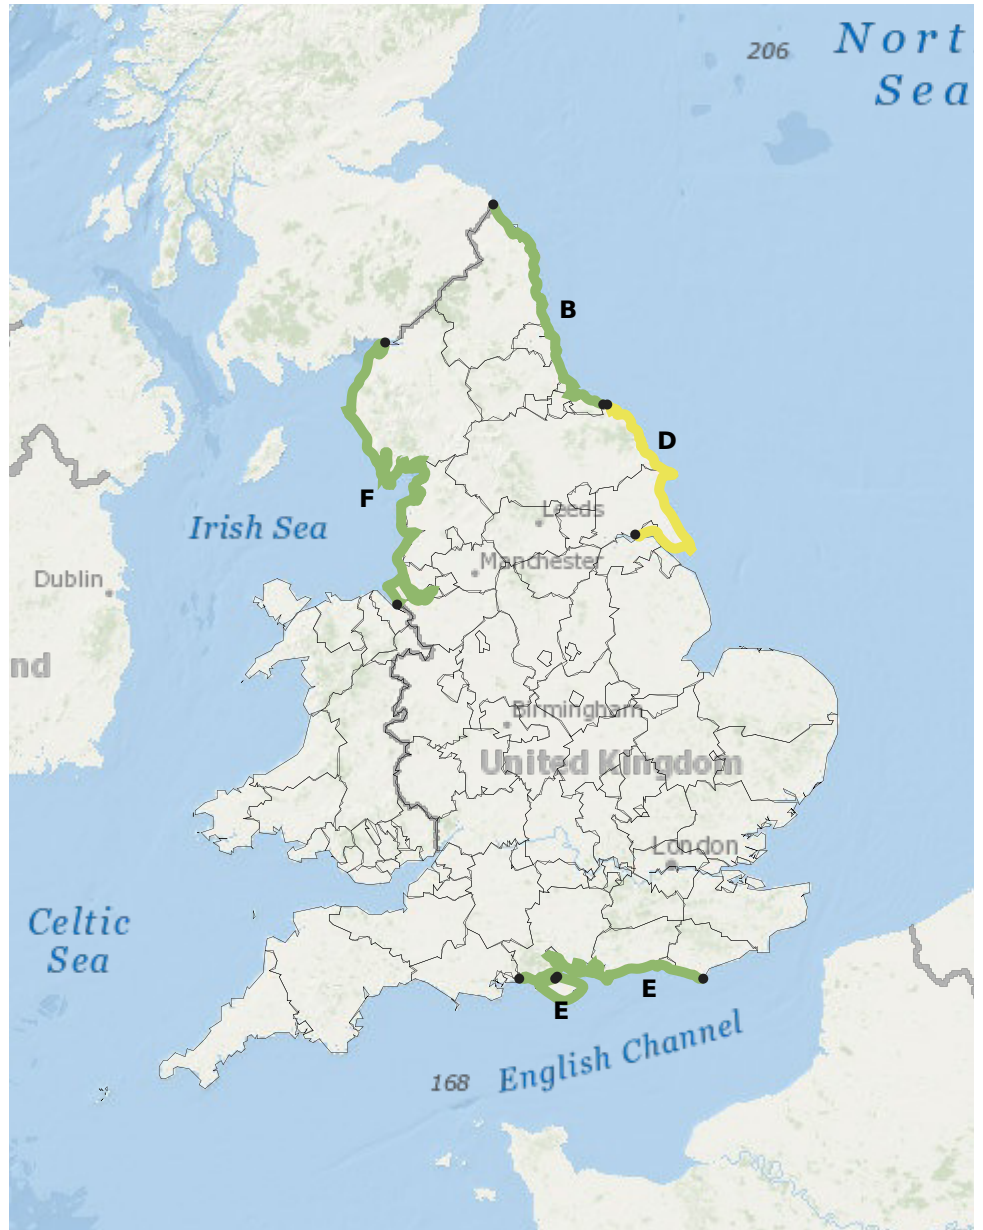 206
Nort
Sea
B
D
F
Leeds
Irish Sea
Manchester
Dublin
nd
Birmingham
United Kingdom
London
Celtic
Sea
E
E
English Channel
168